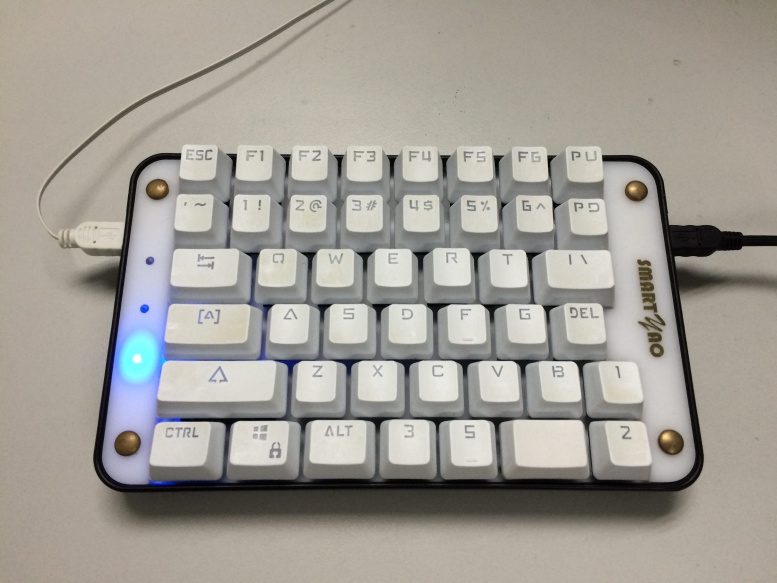 ESC F1 F2 F3 F4 F5 F6 PU
' ~ 1 ! 2 @ 3 # 4 $ 5 % 6 ^ PD
Q W E R T | \
[A] A S D F G DEL
Z X C V B 1
CTRL ALT 3 5 2
SMART YAO